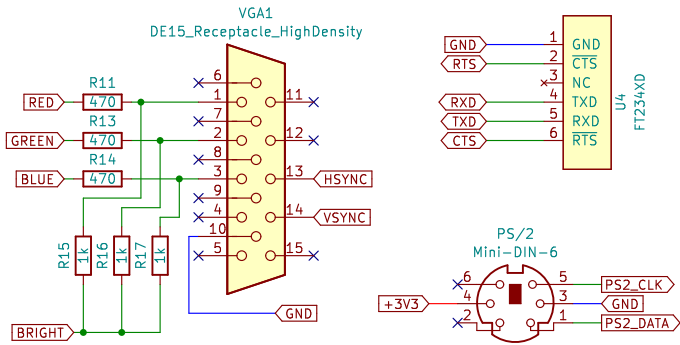 VGA1
DE15_Receptacle_HighDensity
6
R11
RED
470
1
11
7
R13
GREEN
470
2
12
8
R14
BLUE
470
3
13
HSYNC
9
4
14
VSYNC
10
5
15
R15
1k
R16
1k
R17
1k
GND
BRIGHT
GND
1
GND
RTS
2
CTS
3
NC
RXD
4
TXD
TXD
5
RXD
CTS
6
RTS
U4
FT234XD
PS/2
Mini-DIN-6
6
5
PS2_CLK
+3V3
4
3
GND
2
1
PS2_DATA